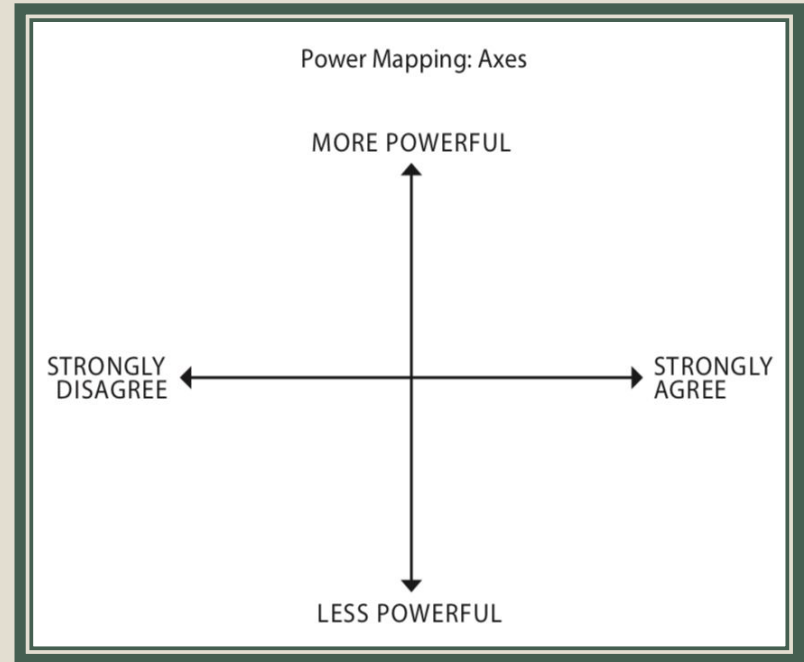 Power Mapping: Axes
MORE POWERFUL
STRONGLY
DISAGREE
STRONGLY
AGREE
LESS POWERFUL